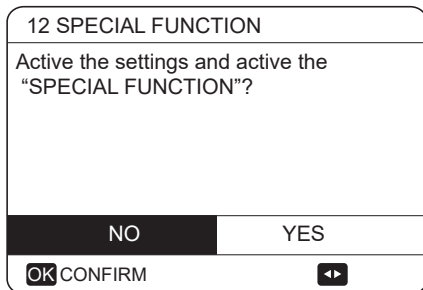 12 SPECIAL FUNCTION
Active the settings and active the
“SPECIAL FUNCTION”?
NO YES
OK CONFIRM